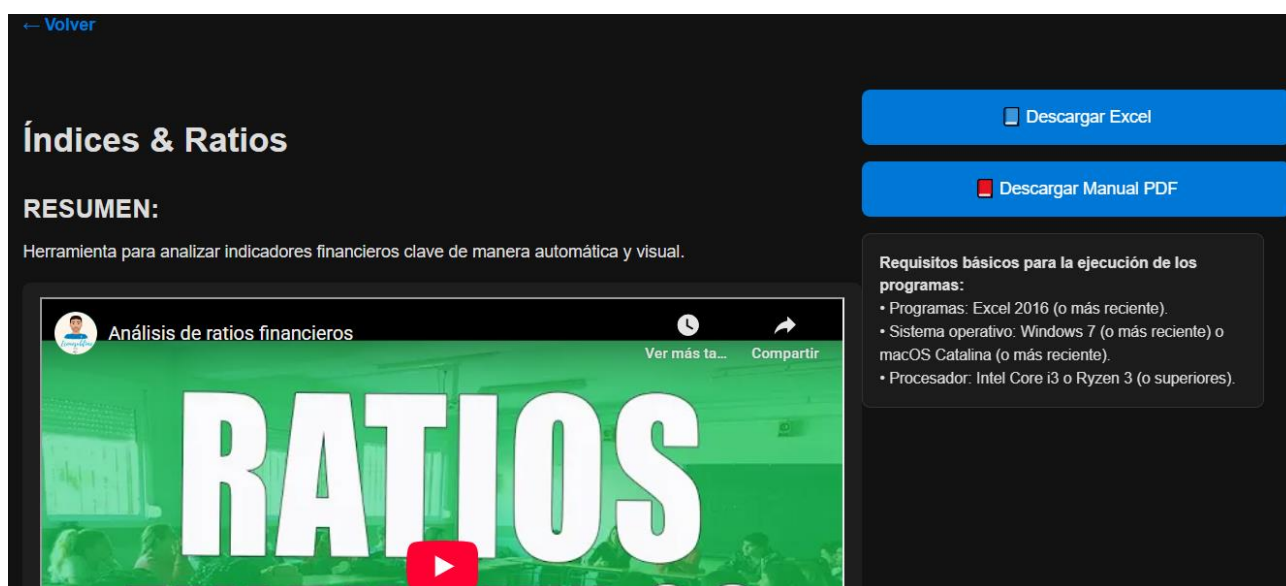 ← Volver
Índices & Ratios
RESUMEN:
Herramienta para analizar indicadores financieros clave de manera automática y visual.
Análisis de ratios financieros
Ver más ta...
Compartir
RATIOS
Descargar Excel
Descargar Manual PDF
Requisitos básicos para la ejecución de los
programas:
• Programas: Excel 2016 (o más reciente).
• Sistema operativo: Windows 7 (o más reciente) o
macOS Catalina (o más reciente).
• Procesador: Intel Core i3 o Ryzen 3 (o superiores).